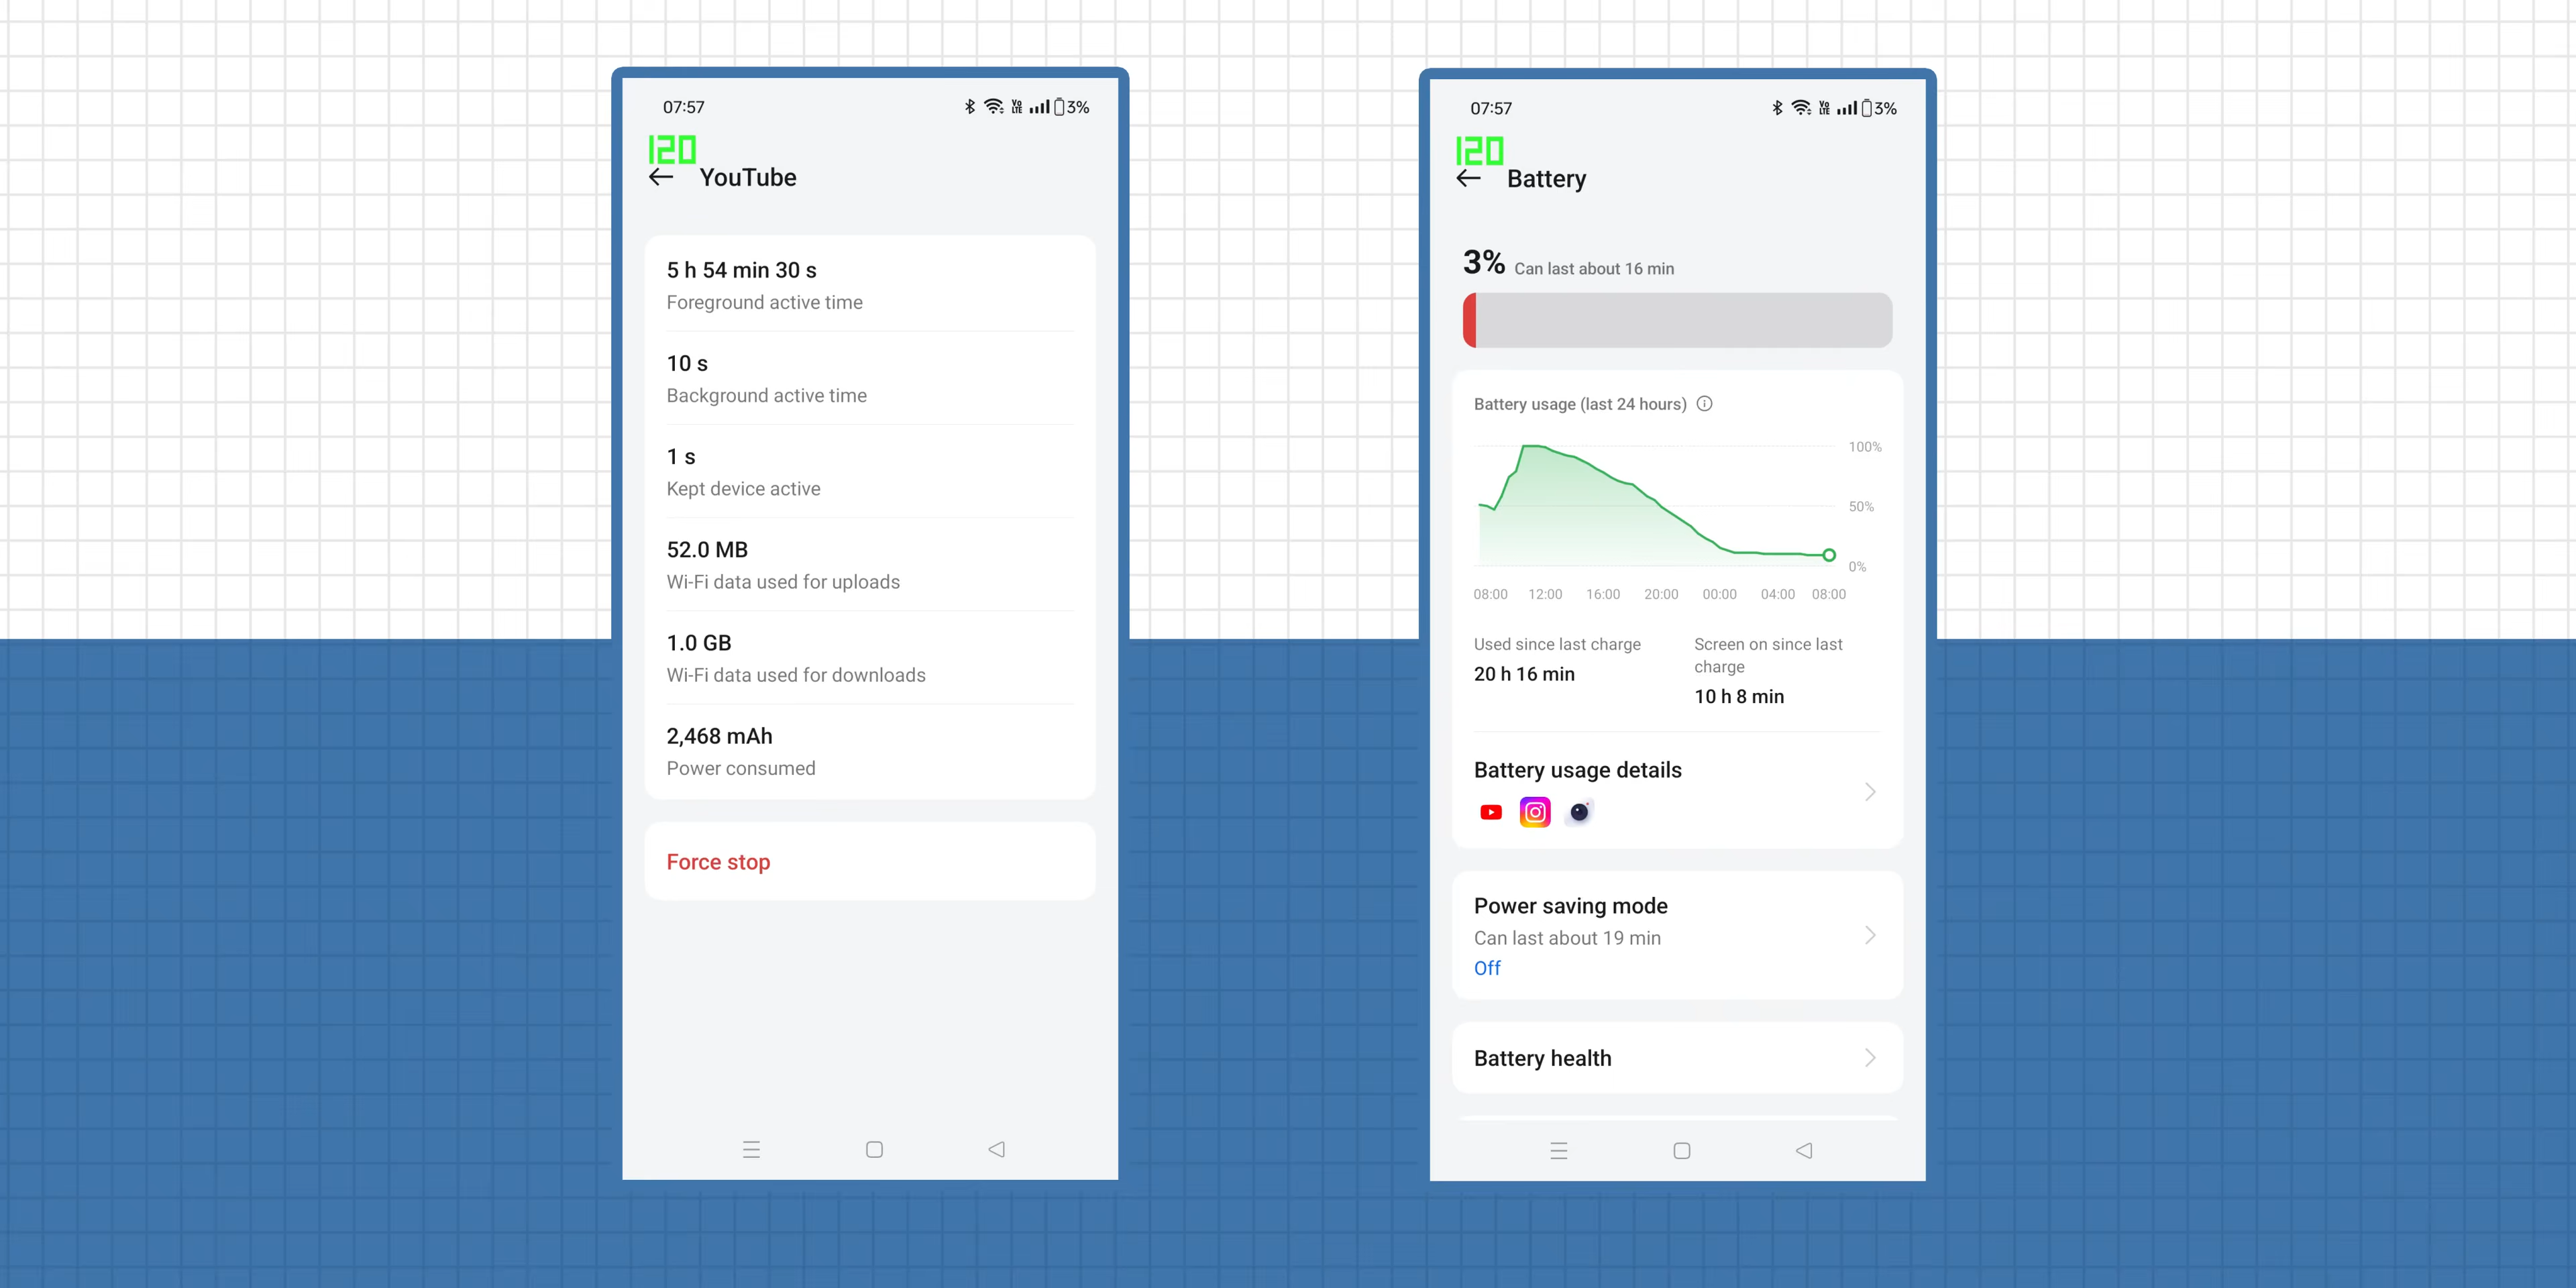 07:57
VoLTE 3%
120
YouTube
5 h 54 min 30 s
Foreground active time
10 s
Background active time
1 s
Kept device active
52.0 MB
Wi-Fi data used for uploads
1.0 GB
Wi-Fi data used for downloads
2,468 mAh
Power consumed
Force stop
07:57
VoLTE 3%
120
Battery
3% Can last about 16 min
Battery usage (last 24 hours)
100%
50%
0%
08:00 12:00 16:00 20:00 00:00 04:00 08:00
Used since last charge
20 h 16 min
Screen on since last
charge
10 h 8 min
Battery usage details
Power saving mode
Can last about 19 min
Off
Battery health